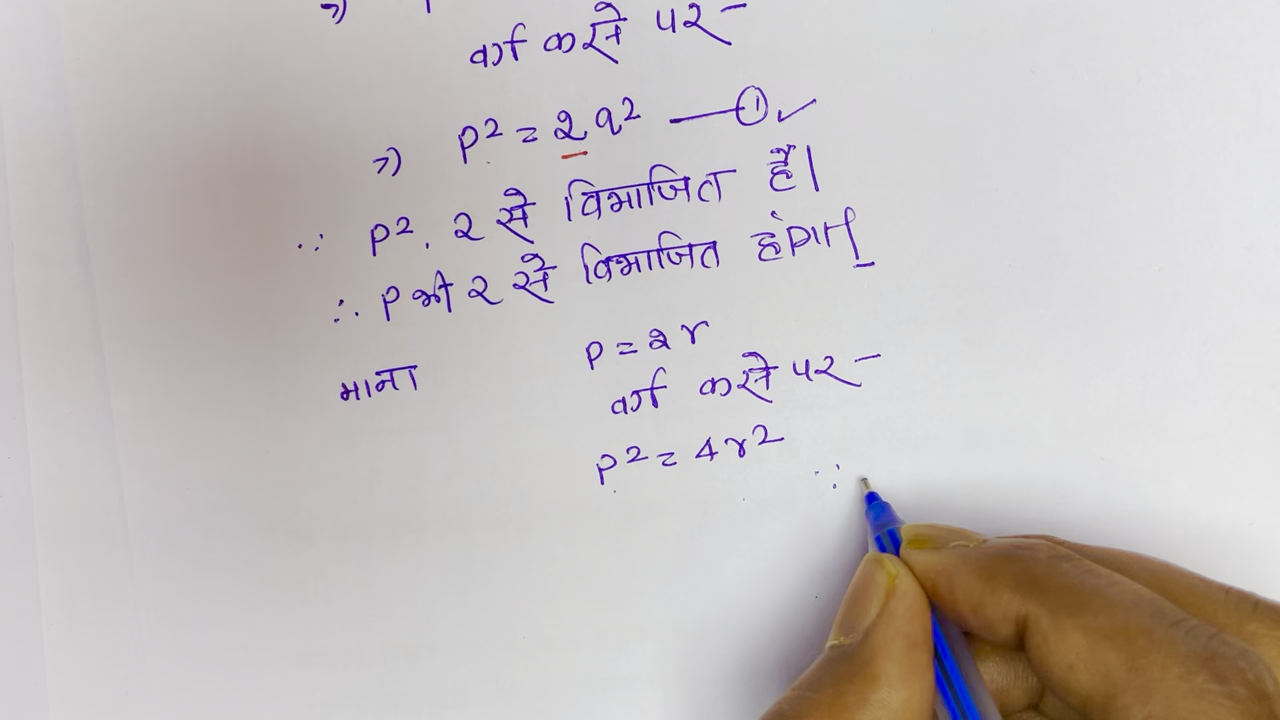 ⇒
वर्ग करने पर –
⇒ p² = 2q² —— ① ✓
∵ p², 2 से विभाजित है।
∴ p भी 2 से विभाजित होगा।
माना p = 2r
वर्ग करने पर –
p² = 4r² ∵